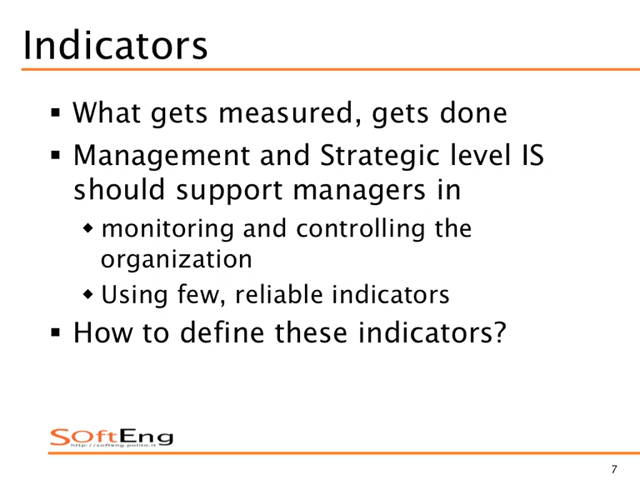 Indicators
▪ What gets measured, gets done
▪ Management and Strategic level IS
should support managers in
◆ monitoring and controlling the
organization
◆ Using few, reliable indicators
▪ How to define these indicators?
SOftEng
http://softeng.polito.it
7